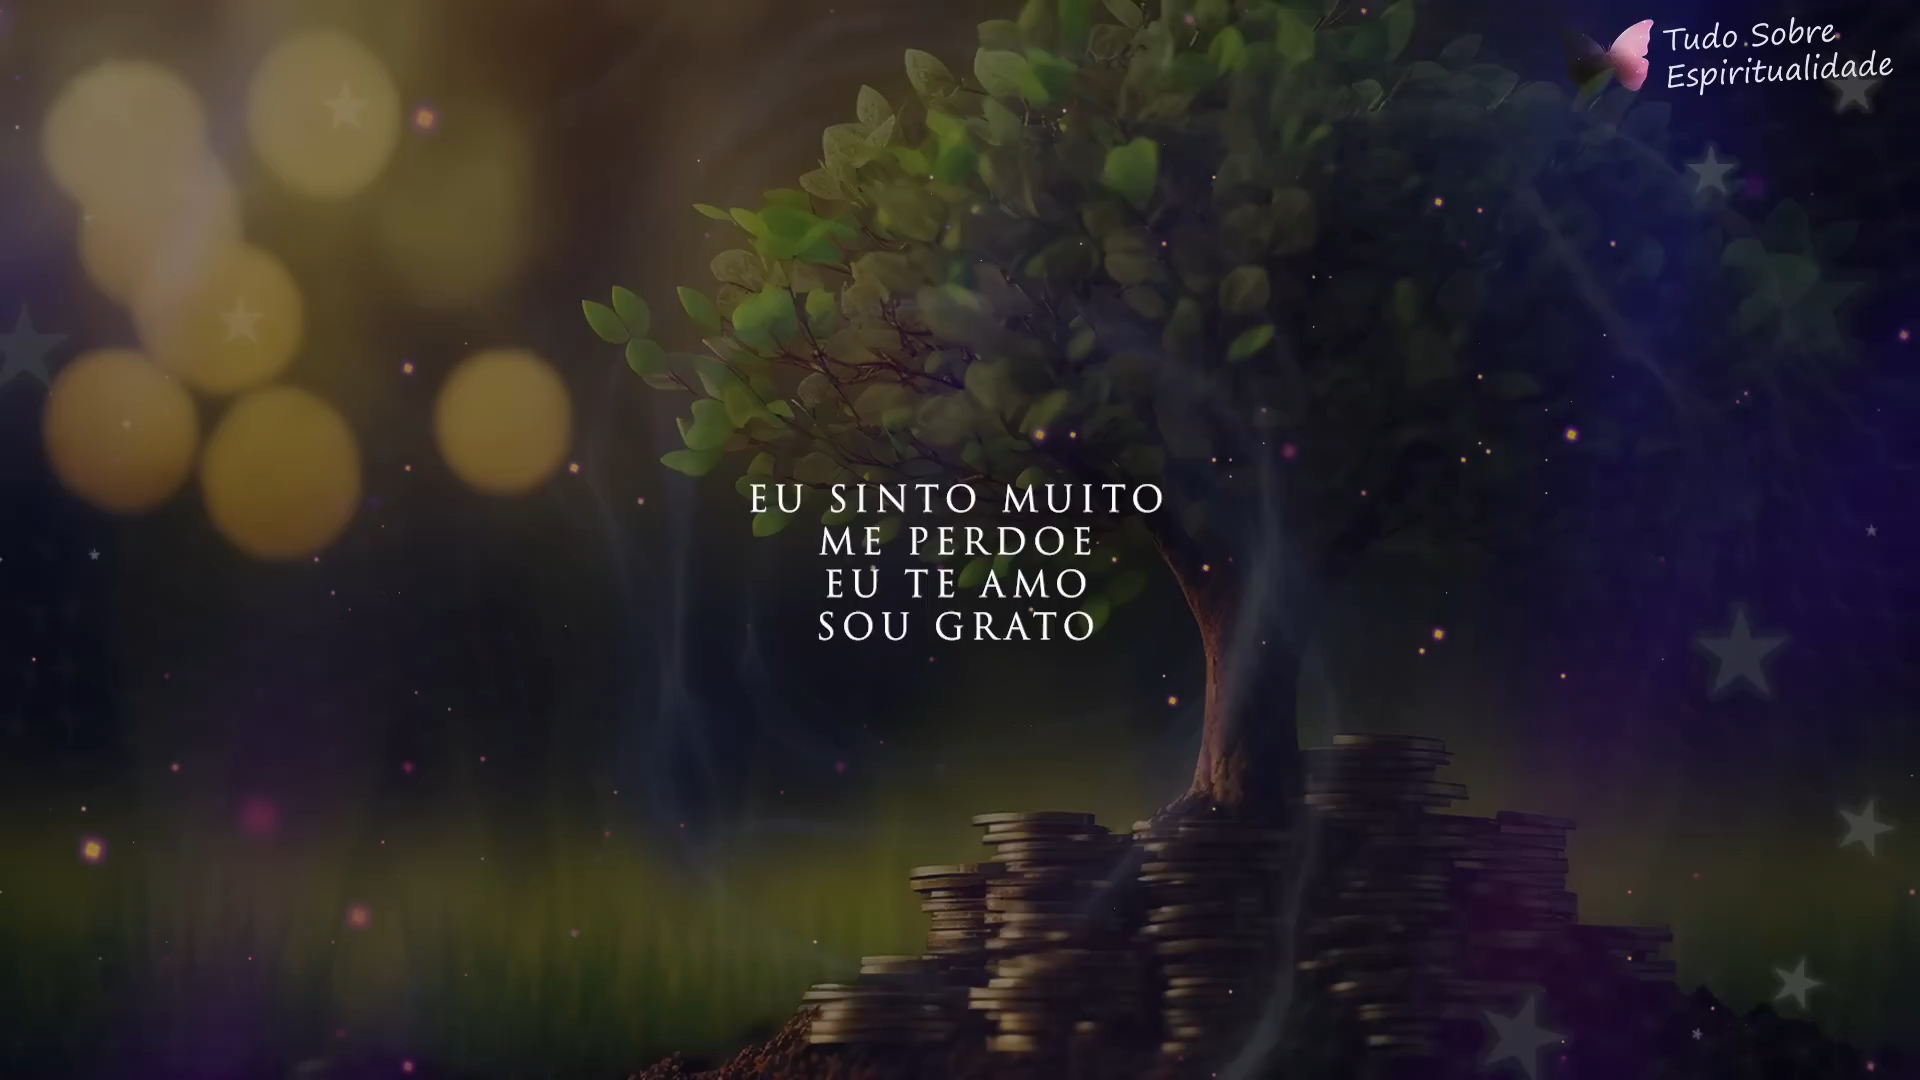 Tudo Sobre
Espiritualidade
EU SINTO MUITO
ME PERDOE
EU TE AMO
SOU GRATO